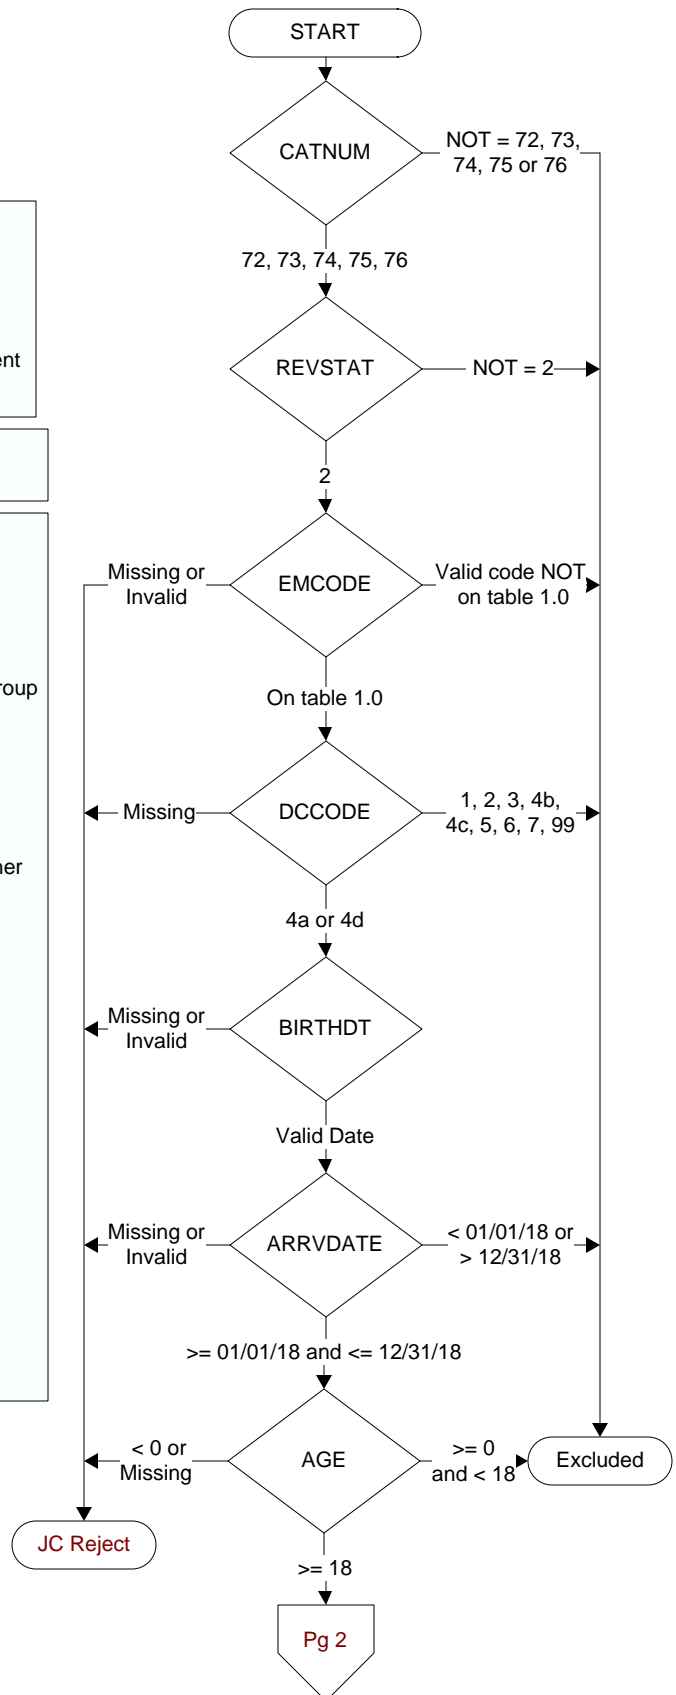 START
CATNUM
NOT = 72, 73,
74, 75 or 76
72, 73, 74, 75, 76
REVSTAT
NOT = 2
2
Missing or
Invalid
EMCODE
Valid code NOT
on table 1.0
On table 1.0
Missing
DCCODE
1, 2, 3, 4b,
4c, 5, 6, 7, 99
4a or 4d
Missing or
Invalid
BIRTHDT
Valid Date
Missing or
Invalid
ARRVDATE
< 01/01/18 or
> 12/31/18
>= 01/01/18 and <= 12/31/18
< 0 or
Missing
AGE
>= 0
and < 18
Excluded
JC Reject
>= 18
Pg 2